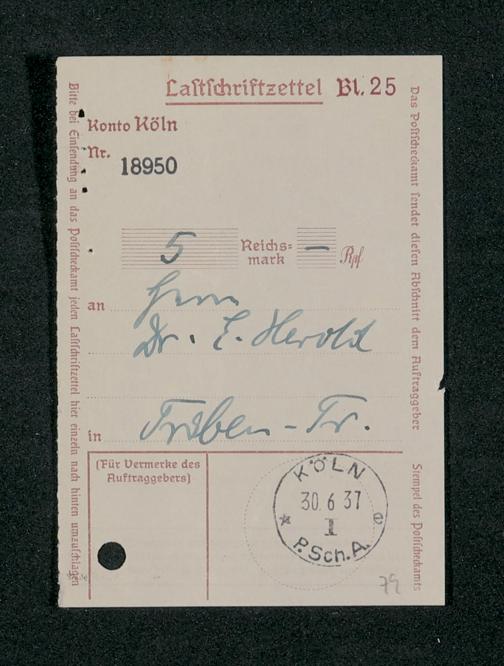 Lastschriftzettel Bl. 25
Konto Köln
Nr. 18950
5 Reichs-
mark — Rpf
an Herrn
Dr. E. Herold
in Traben-Tr.
(Für Vermerke des
Auftraggebers)
KÖLN
30.6.37
1
* e
P.Sch.A.
79
Bitte bei Einsendung an das Postscheckamt jeden Lastschriftzettel hier einzeln nach hinten umzuschlagen
Das Postscheckamt sendet diesen Abschnitt dem Auftraggeber
Stempel des Postscheckamts